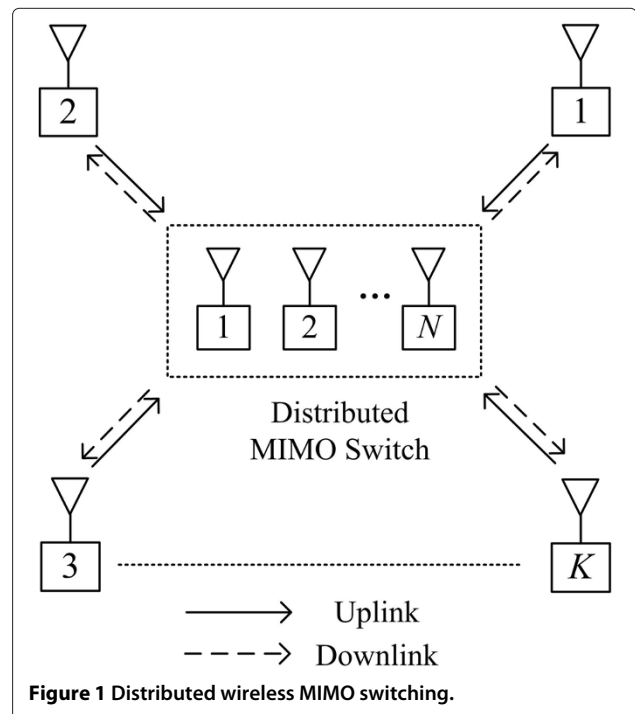 2 1
1 2 ... N
Distributed
MIMO Switch
3 K
Uplink
Downlink
Figure 1 Distributed wireless MIMO switching.